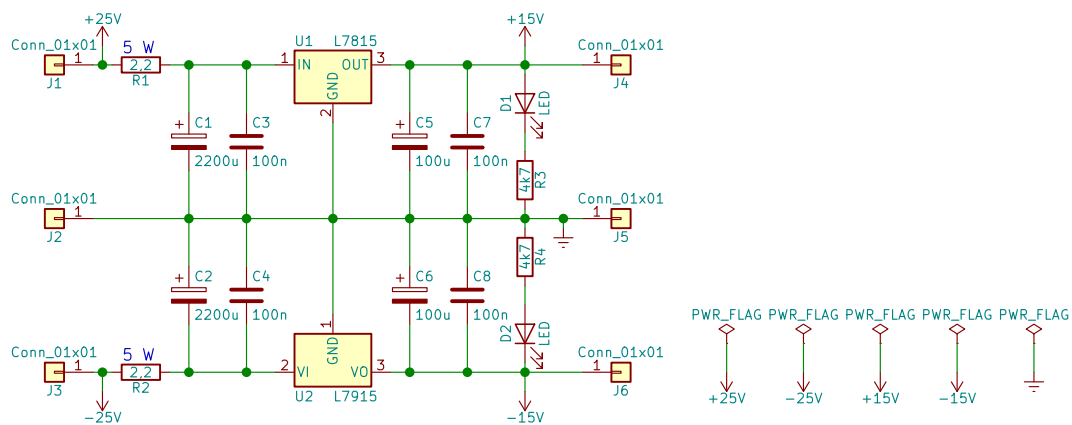 +25V
+15V
Conn_01x01
5 W
U1
L7815
Conn_01x01
1
2,2
1
IN
OUT
3
1
J1
R1
GND
J4
2
D1
LED
+
C1
C3
+
C5
C7
2200u
100n
100u
100n
4k7
R3
Conn_01x01
Conn_01x01
1
1
J2
J5
4k7
R4
+
C2
C4
+
C6
C8
2200u
100n
100u
100n
1
D2
LED
PWR_FLAG
PWR_FLAG
PWR_FLAG
PWR_FLAG
PWR_FLAG
Conn_01x01
5 W
GND
Conn_01x01
1
2,2
2
VI
VO
3
1
J3
R2
U2
L7915
J6
-25V
-15V
+25V
-25V
+15V
-15V